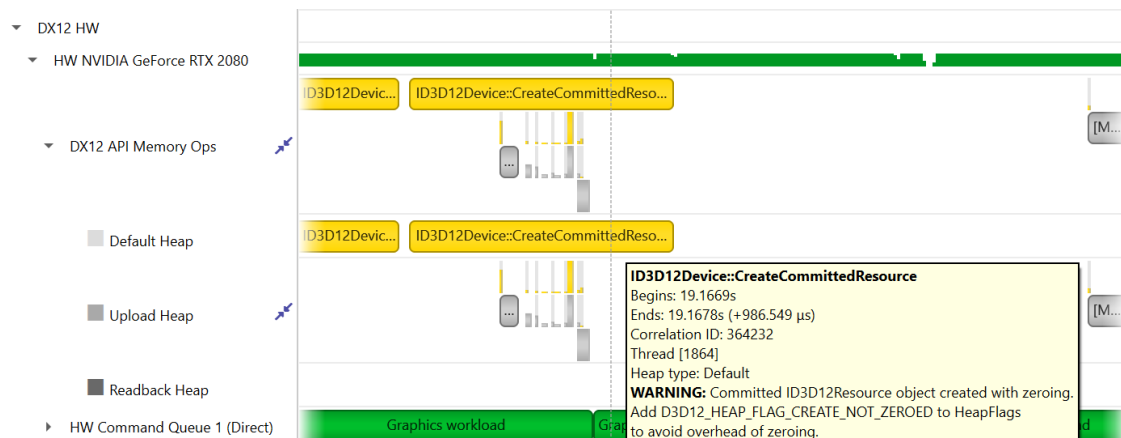 DX12 HW
HW NVIDIA GeForce RTX 2080
ID3D12Devic... ID3D12Device::CreateCommittedReso...
DX12 API Memory Ops
...
[M...
Default Heap
ID3D12Devic... ID3D12Device::CreateCommittedReso...
Upload Heap
...
[M...
ID3D12Device::CreateCommittedResource
Begins: 19.1669s
Ends: 19.1678s (+986.549 μs)
Correlation ID: 364232
Thread [1864]
Heap type: Default
WARNING: Committed ID3D12Resource object created with zeroing.
Add D3D12_HEAP_FLAG_CREATE_NOT_ZEROED to HeapFlags
to avoid overhead of zeroing.
Readback Heap
HW Command Queue 1 (Direct)
Graphics workload